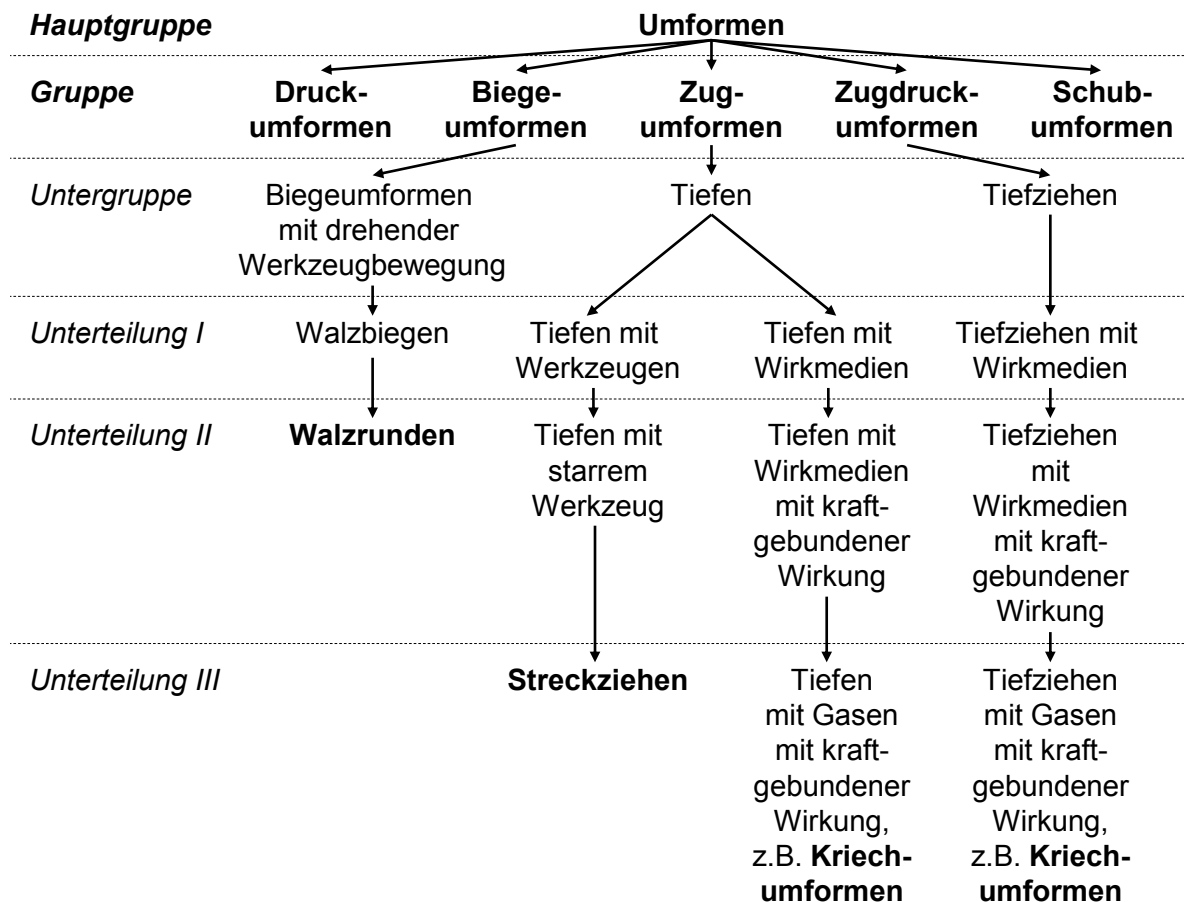 Hauptgruppe Umformen
Gruppe Druck- Biege- Zug- Zugdruck- Schub-
umformen umformen umformen umformen umformen
Untergruppe Biegeumformen Tiefen Tiefziehen
mit drehender
Werkzeugbewegung
Unterteilung I Walzbiegen Tiefen mit Tiefen mit Tiefziehen mit
Werkzeugen Wirkmedien Wirkmedien
Unterteilung II Walzrunden Tiefen mit Tiefen mit Tiefziehen
starrem Wirkmedien mit
Werkzeug mit kraft- Wirkmedien
gebundener mit kraft-
Wirkung gebundener
Wirkung
Unterteilung III Streckziehen Tiefen Tiefziehen
mit Gasen mit Gasen
mit kraft- mit kraft-
gebundener gebundener
Wirkung, Wirkung,
z.B. Kriech- z.B. Kriech-
umformen umformen